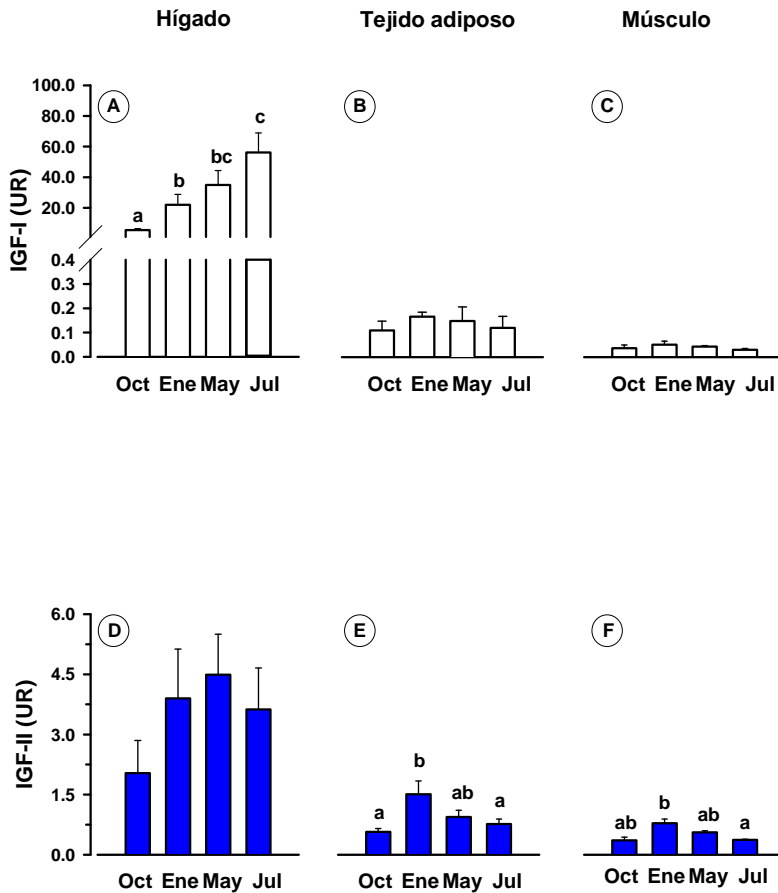 Hígado Tejido adiposo Músculo
IGF-I (UR)
100.0
80.0
60.0
40.0
20.0
0.4
0.3
0.2
0.1
0.0
A
a
b
bc
c
Oct Ene May Jul
B
Oct Ene May Jul
C
Oct Ene May Jul
IGF-II (UR)
6.0
4.5
3.0
1.5
0.0
D
Oct Ene May Jul
E
a
b
ab
a
Oct Ene May Jul
F
ab
b
ab
a
Oct Ene May Jul